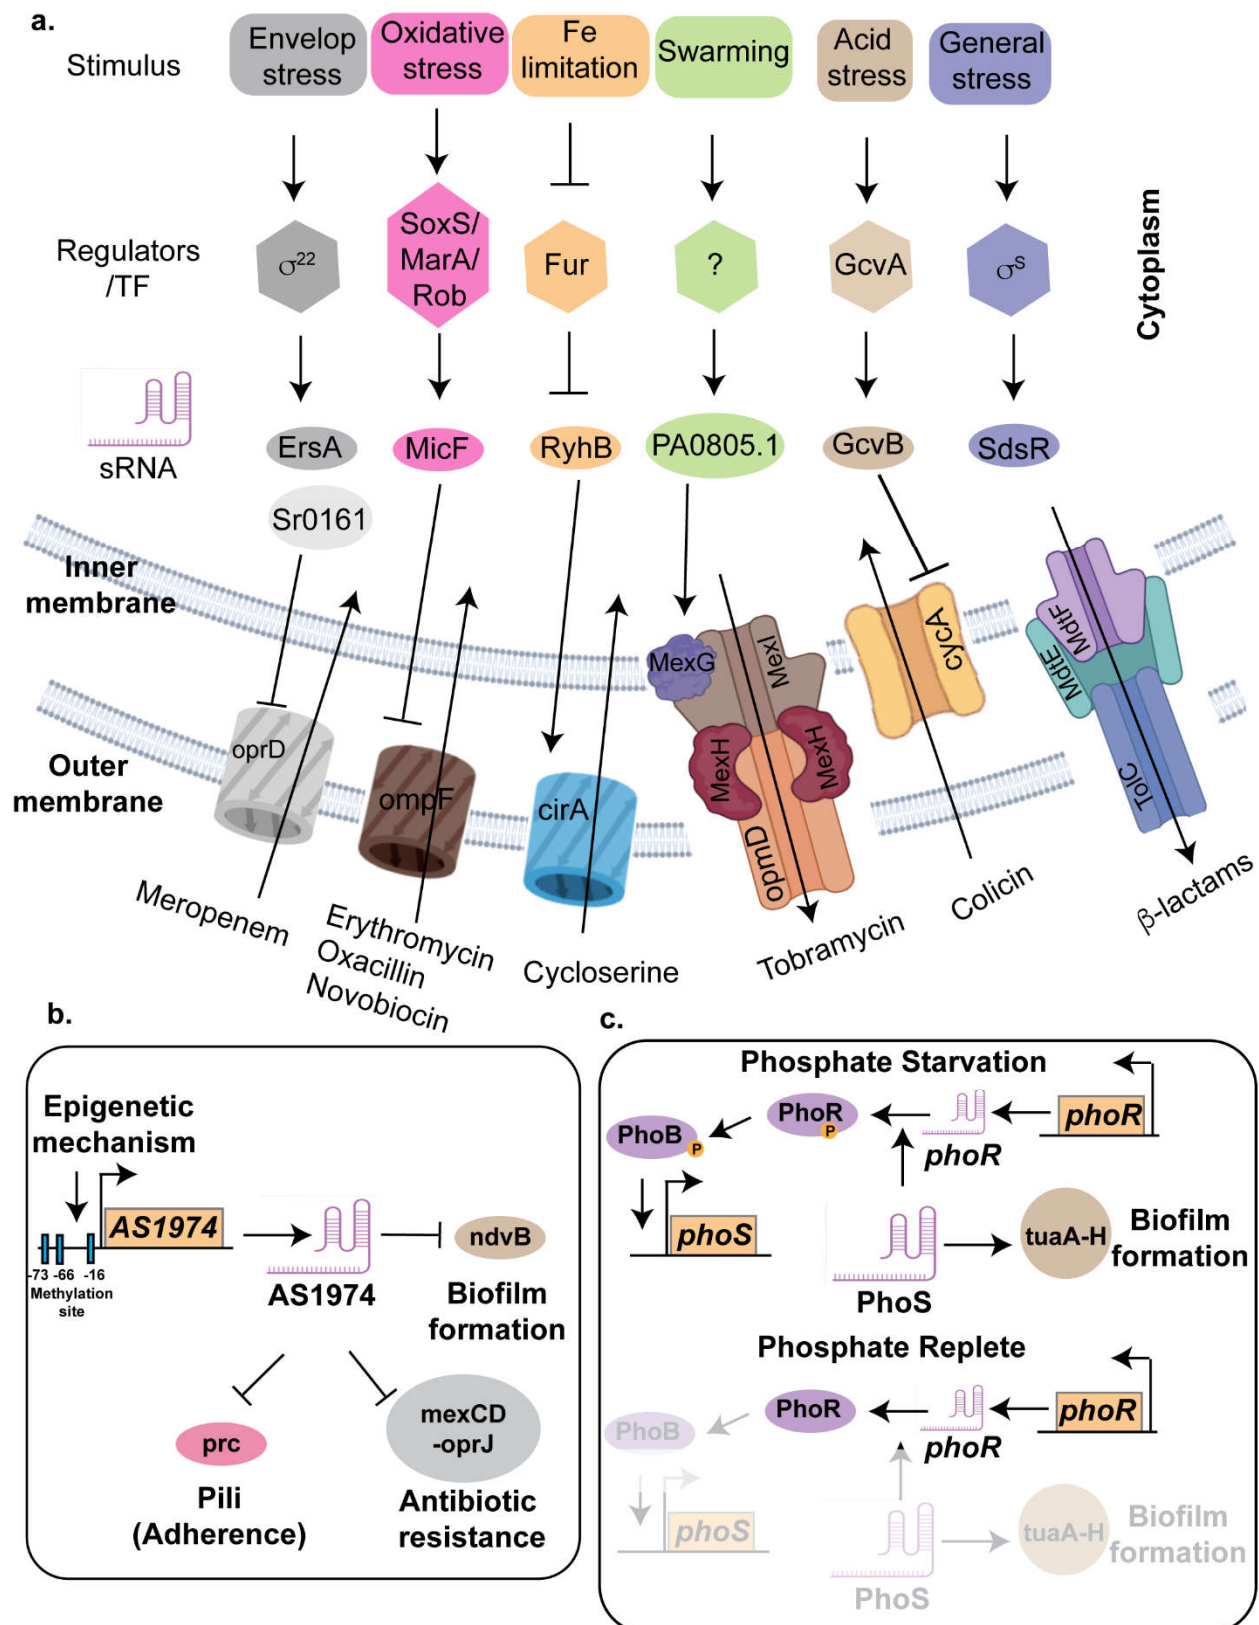 a.
Stimulus
Envelop
stress
Oxidative
stress
Fe
limitation
Swarming
Acid
stress
General
stress
Regulators
/TF
σ22
SoxS/
MarA/
Rob
Fur
?
GcvA
σS
Cytoplasm
sRNA
ErsA
Sr0161
MicF
RyhB
PA0805.1
GcvB
SdsR
Inner
membrane
Outer
membrane
oprD
ompF
cirA
MexG
MexI
MexH
MexH
opmD
cycA
MdtF
MdtE
TolC
Meropenem
Erythromycin
Oxacillin
Novobiocin
Cycloserine
Tobramycin
Colicin
β-lactams
b.
Epigenetic
mechanism
AS1974
-73 -66 -16
Methylation
site
AS1974
ndvB
Biofilm
formation
prc
Pili
(Adherence)
mexCD
-oprJ
Antibiotic
resistance
c.
Phosphate Starvation
PhoB
P
PhoR
P
phoR
phoR
phoS
PhoS
tuaA-H
Biofilm
formation
Phosphate Replete
PhoB
PhoR
phoR
phoR
phoS
PhoS
tuaA-H
Biofilm
formation